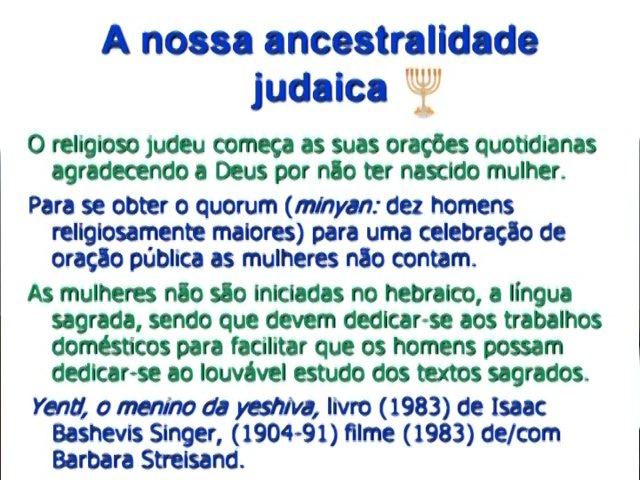 A nossa ancestralidade
judaica
O religioso judeu começa as suas orações quotidianas
agradecendo a Deus por não ter nascido mulher.
Para se obter o quorum (minyan: dez homens
religiosamente maiores) para uma celebração de
oração pública as mulheres não contam.
As mulheres não são iniciadas no hebraico, a língua
sagrada, sendo que devem dedicar-se aos trabalhos
domésticos para facilitar que os homens possam
dedicar-se ao louvável estudo dos textos sagrados.
Yentl, o menino da yeshiva, livro (1983) de Isaac
Bashevis Singer, (1904-91) filme (1983) de/com
Barbara Streisand.